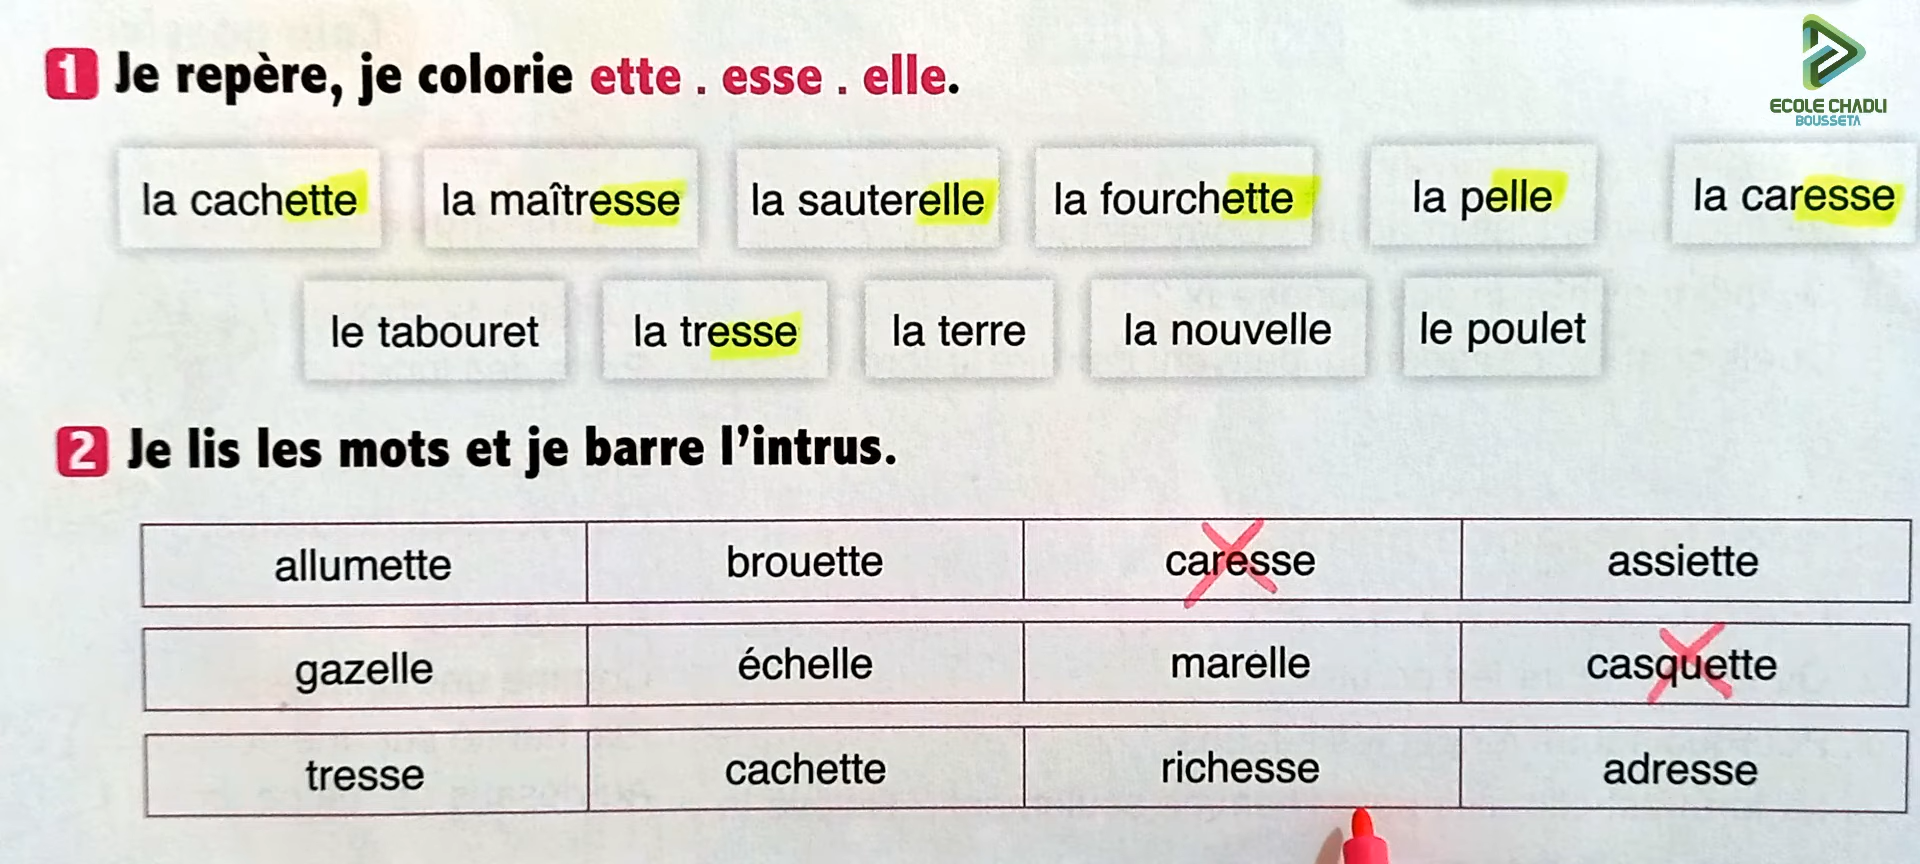 1 Je repère, je colorie ette . esse . elle.
ECOLE CHADLI
BOUSSETA
la cachette la maîtresse la sauterelle la fourchette la pelle la caresse
le tabouret la tresse la terre la nouvelle le poulet
2 Je lis les mots et je barre l'intrus.
allumette brouette caresse assiette
gazelle échelle marelle casquette
tresse cachette richesse adresse